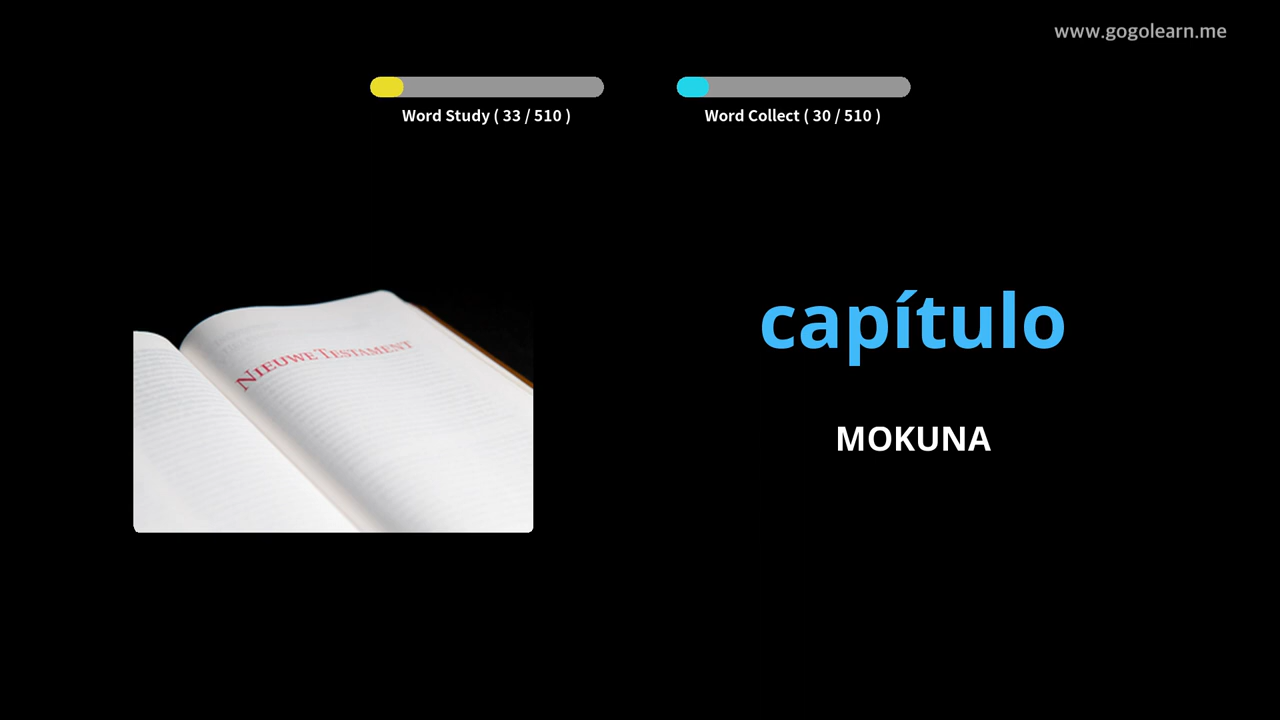 www.gogolearn.me
Word Study ( 33 / 510 )
Word Collect ( 30 / 510 )
NIEUWE TESTAMENT
capítulo
MOKUNA